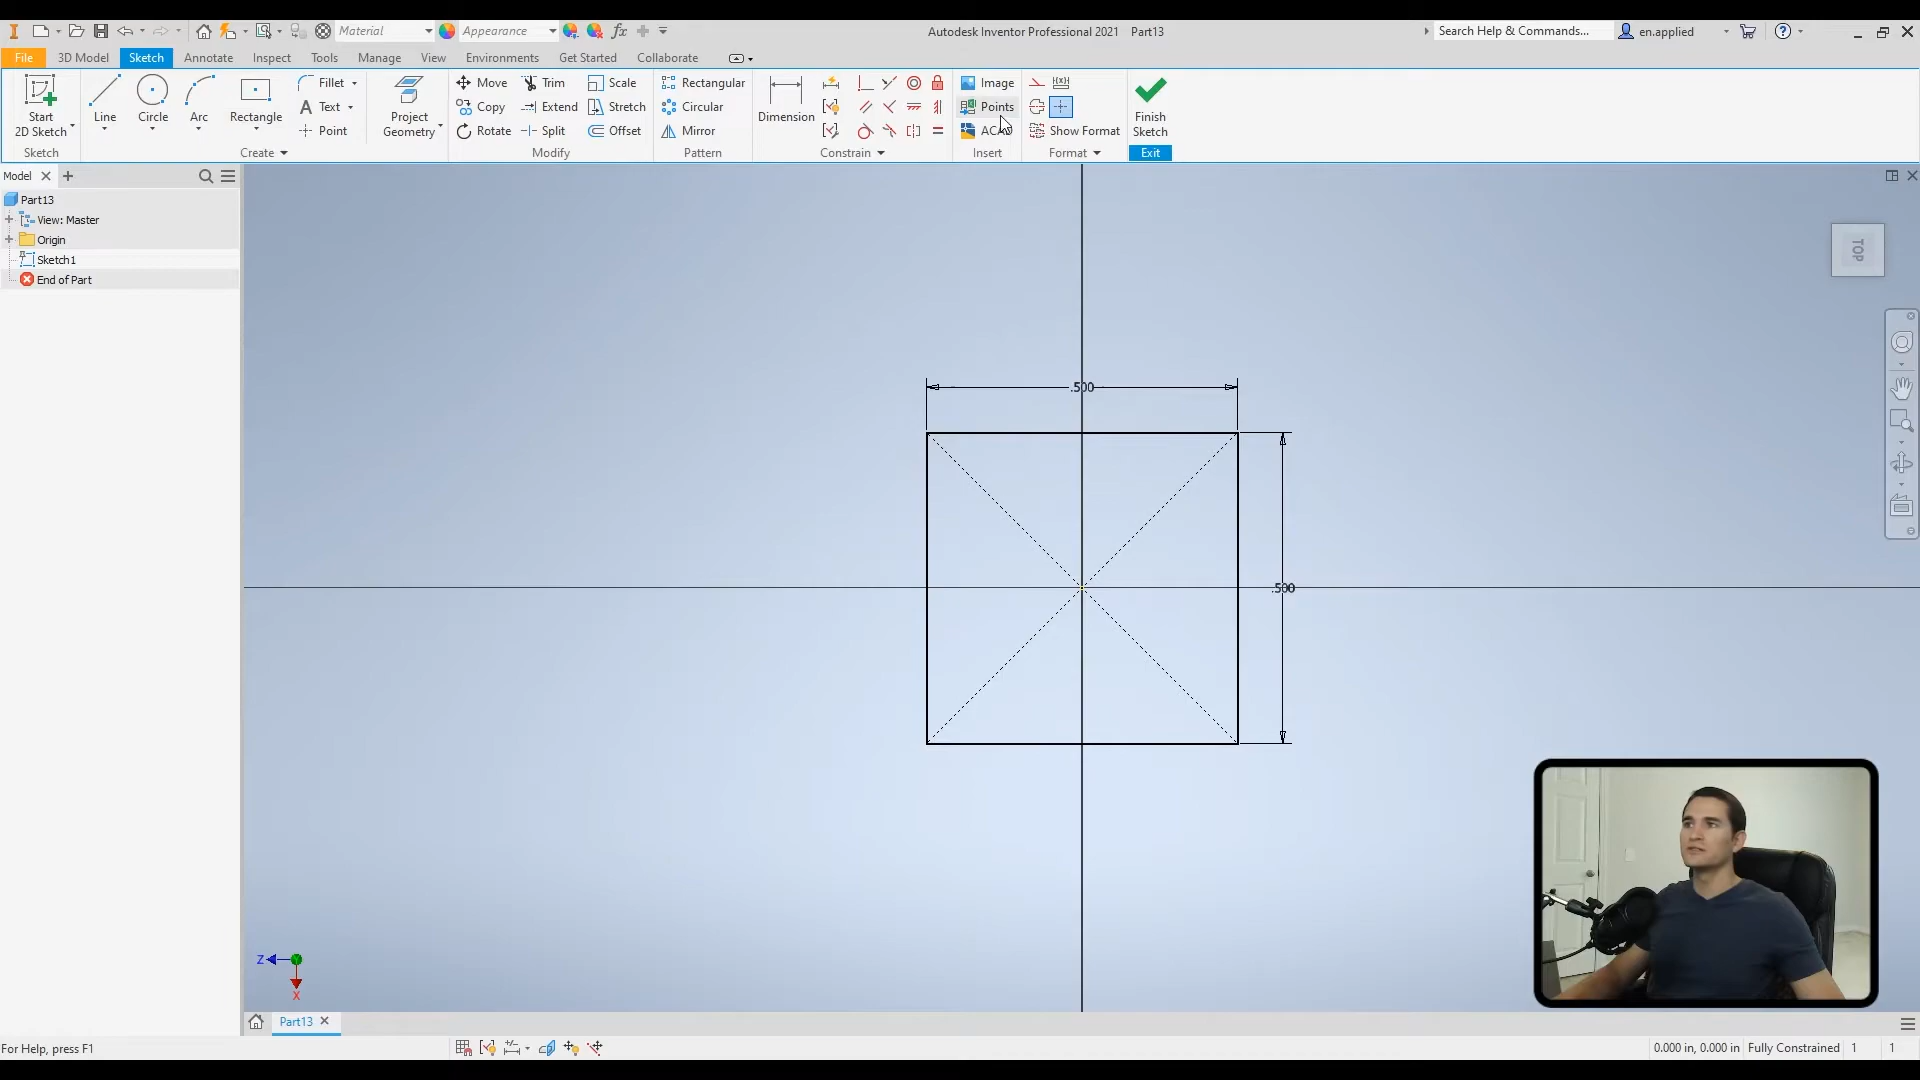 Material
Appearance
Autodesk Inventor Professional 2021 Part13
Search Help & Commands...
en.applied
File 3D Model Sketch Annotate Inspect Tools Manage View Environments Get Started Collaborate
Start
2D Sketch
Line
Circle
Arc
Rectangle
Fillet
Text
Point
Project
Geometry
Move
Copy
Rotate
Trim
Extend
Split
Scale
Stretch
Offset
Rectangular
Circular
Mirror
Dimension
Image
Points
Show Format
Finish
Sketch
Sketch
Create
Modify
Pattern
Constrain
Insert
Format
Exit
Model
Part13
View: Master
Origin
Sketch1
End of Part
TOP
.500
.500
Z
X
Part13
For Help, press F1
0.000 in, 0.000 in Fully Constrained 1 1